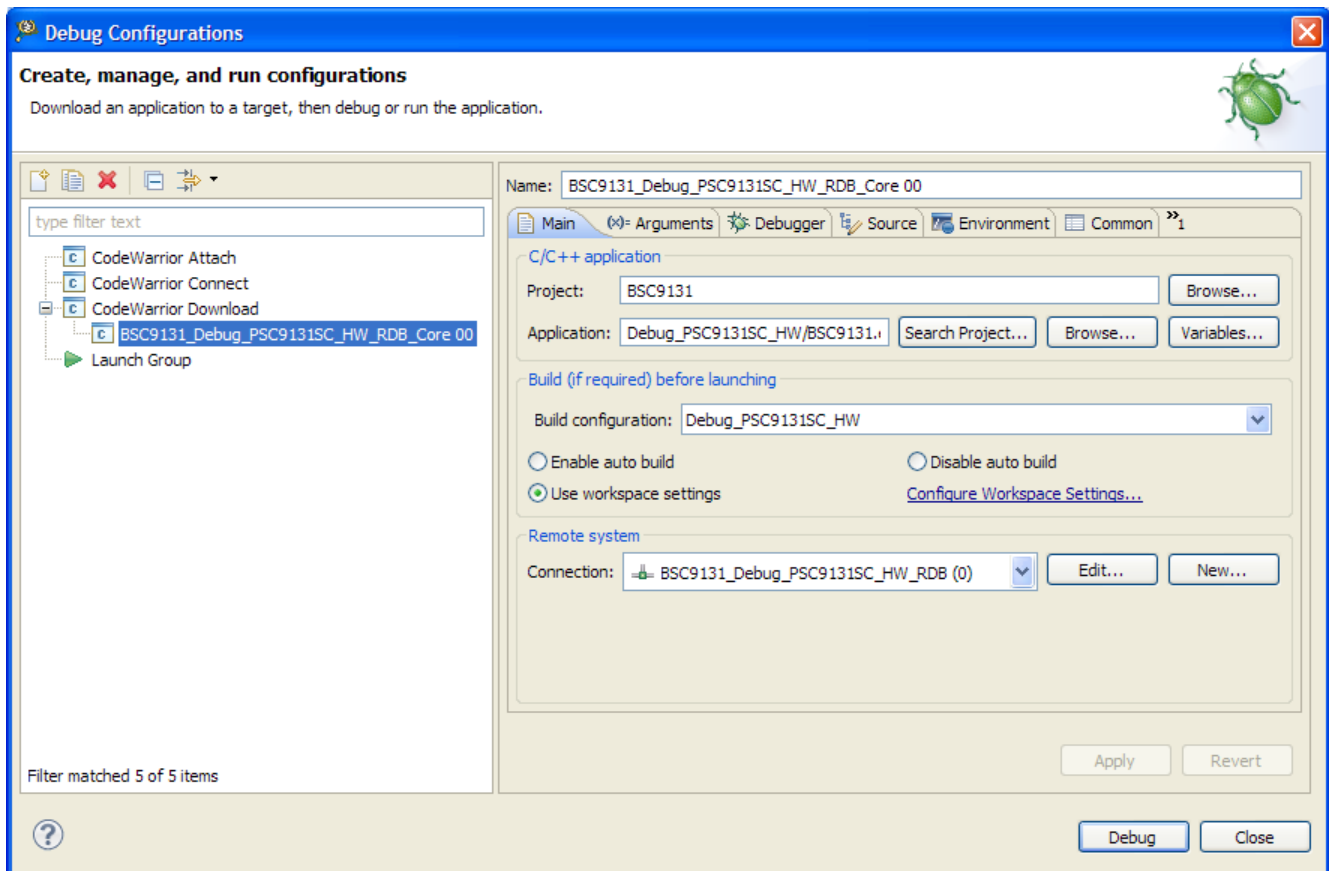 Debug Configurations
Create, manage, and run configurations
Download an application to a target, then debug or run the application.
type filter text
CodeWarrior Attach
CodeWarrior Connect
CodeWarrior Download
BSC9131_Debug_PSC9131SC_HW_RDB_Core 00
Launch Group
Filter matched 5 of 5 items
Name: BSC9131_Debug_PSC9131SC_HW_RDB_Core 00
Main (x)= Arguments Debugger Source Environment Common »1
C/C++ application
Project: BSC9131 Browse...
Application: Debug_PSC9131SC_HW/BSC9131. Search Project... Browse... Variables...
Build (if required) before launching
Build configuration: Debug_PSC9131SC_HW
Enable auto build Disable auto build
Use workspace settings Configure Workspace Settings...
Remote system
Connection: BSC9131_Debug_PSC9131SC_HW_RDB (0) Edit... New...
Apply Revert
? Debug Close